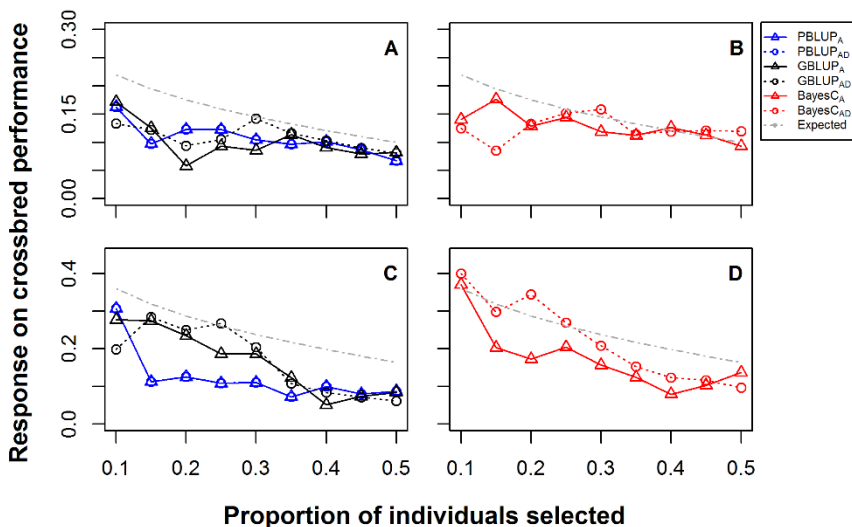 Response on crossbred performance
0.30
0.15
0.00
A
B
PBLUP_A
PBLUP_AD
GBLUP_A
GBLUP_AD
BayesC_A
BayesC_AD
Expected
0.4
0.2
0.0
C
D
0.1 0.2 0.3 0.4 0.5 0.1 0.2 0.3 0.4 0.5
Proportion of individuals selected